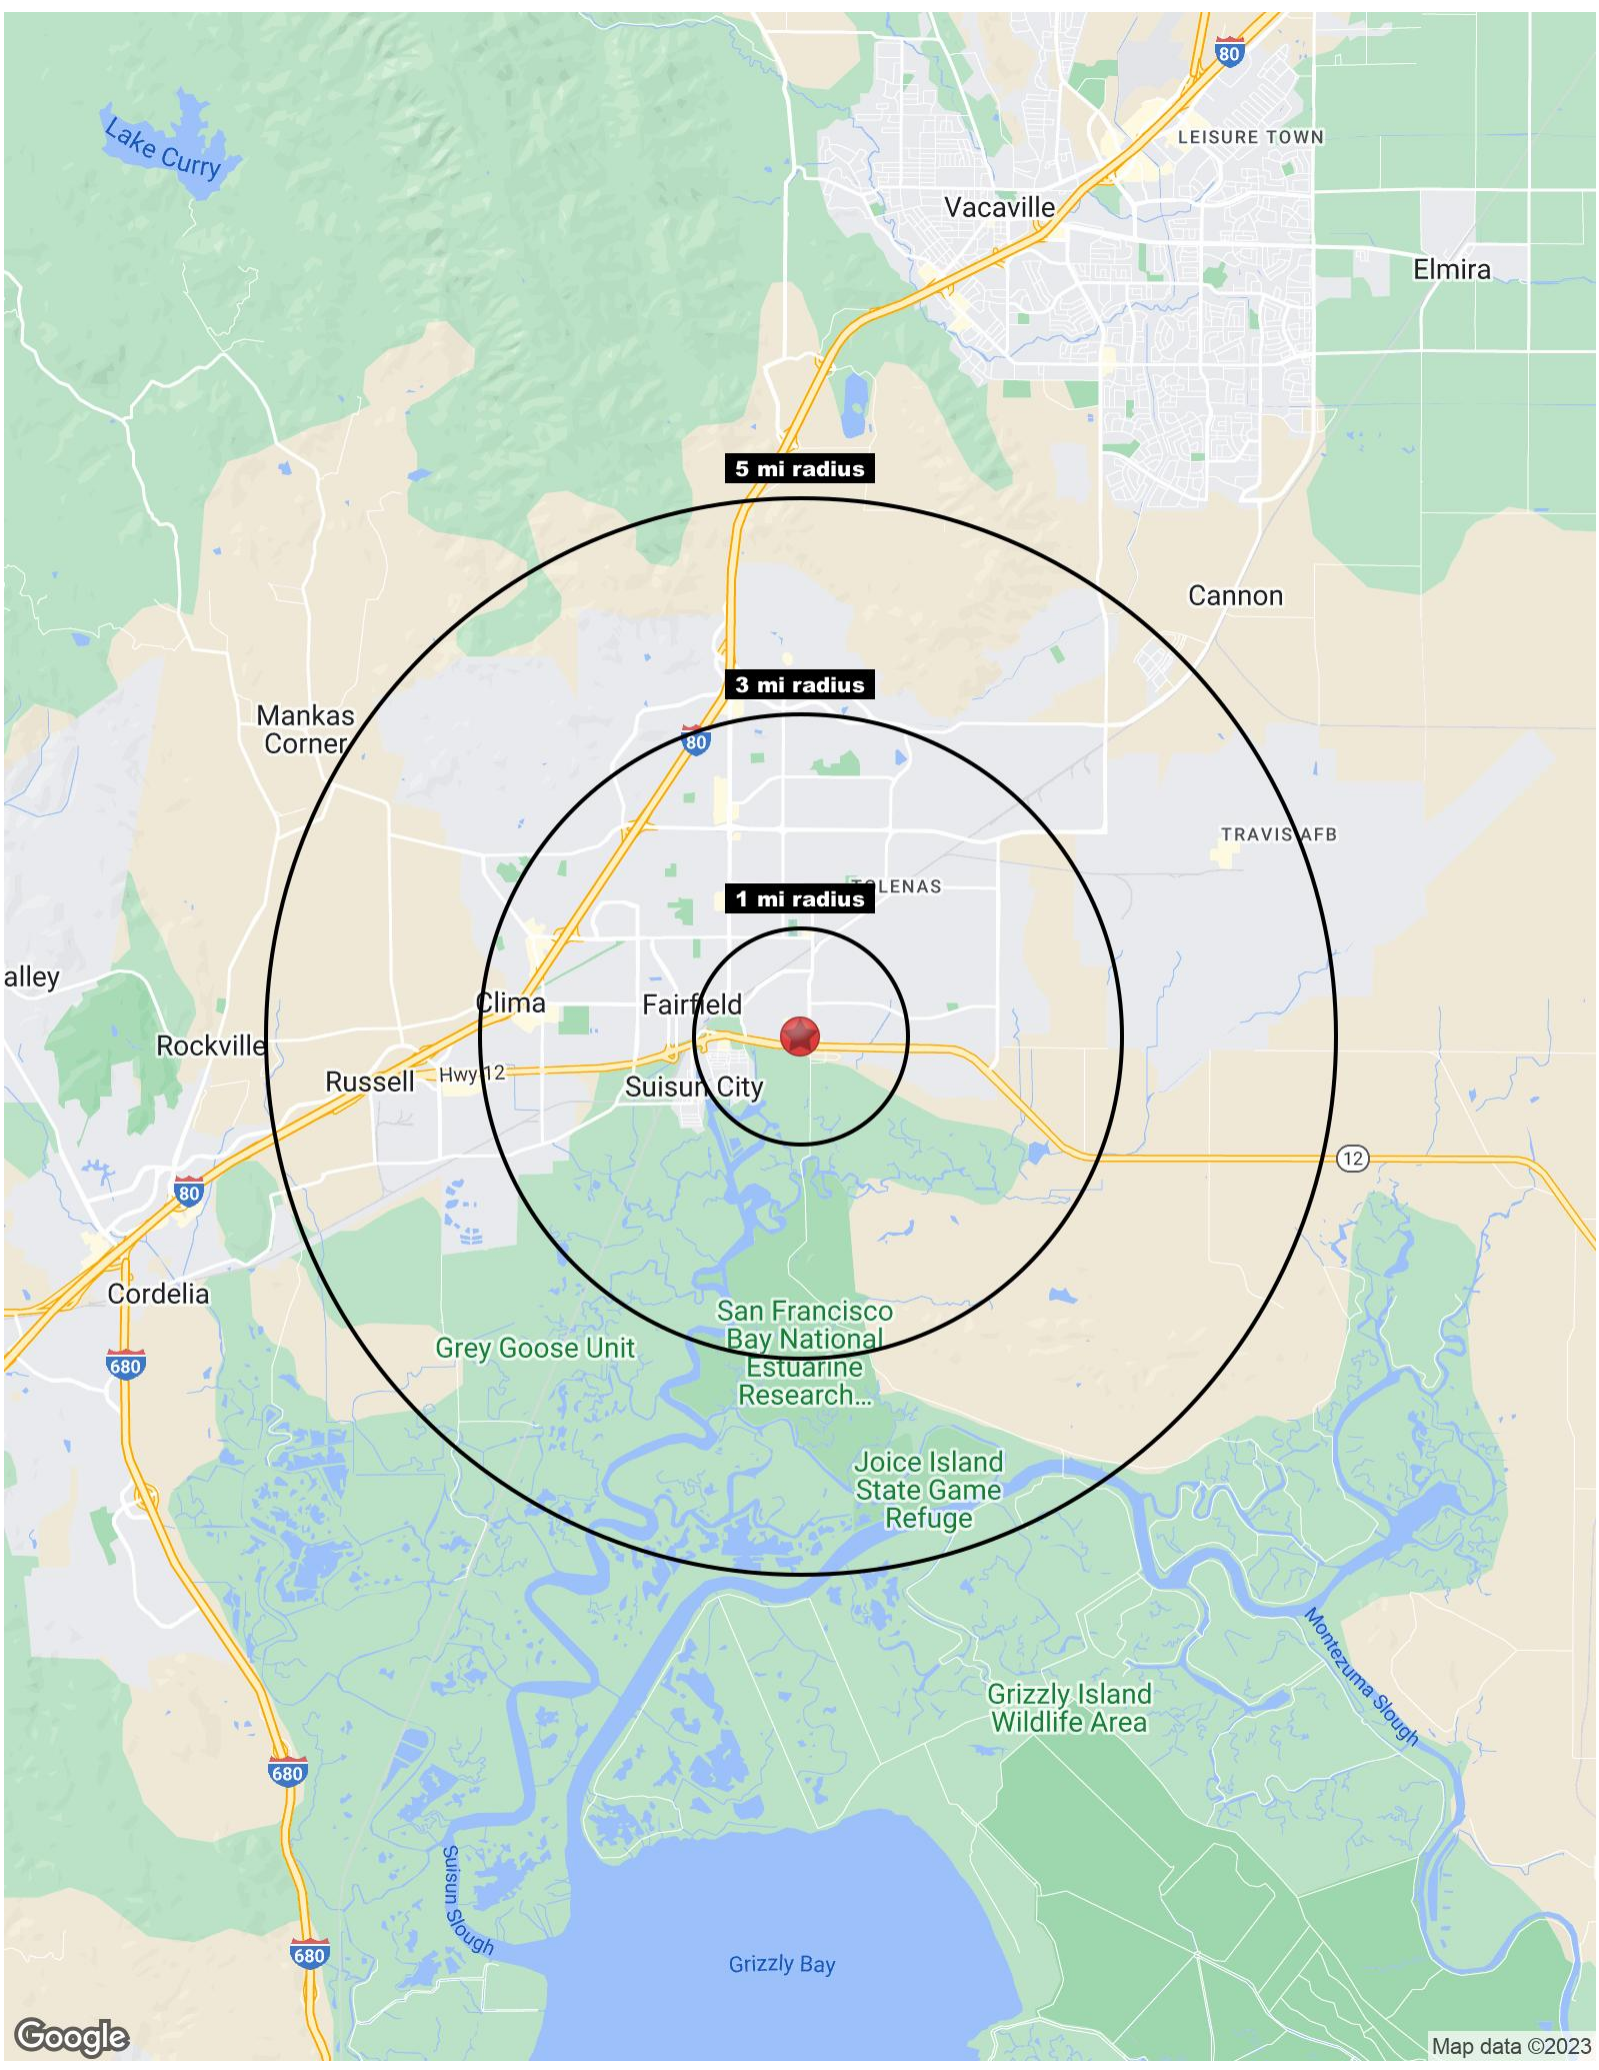 80
Lake Curry
LEISURE TOWN
Vacaville
Elmira
5 mi radius
Cannon
3 mi radius
Mankas
Corner
80
TRAVIS AFB
TOLENAS
1 mi radius
alley
Clima
Fairfield
Rockville
Russell
Hwy 12
Suisun City
12
80
Cordelia
San Francisco
Bay National
Estuarine
Research...
Grey Goose Unit
680
Joice Island
State Game
Refuge
Montezuma Slough
Grizzly Island
Wildlife Area
680
Suisun Slough
680
Grizzly Bay
Google
Map data ©2023